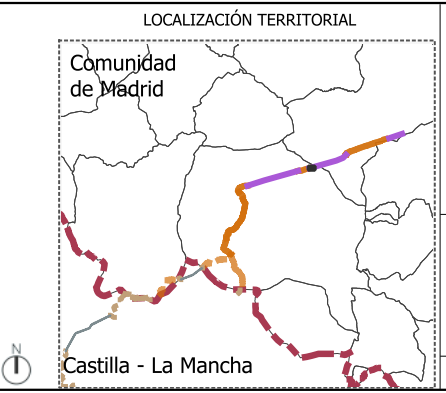 LOCALIZACIÓN TERRITORIAL
Comunidad
de Madrid
N
Castilla - La Mancha